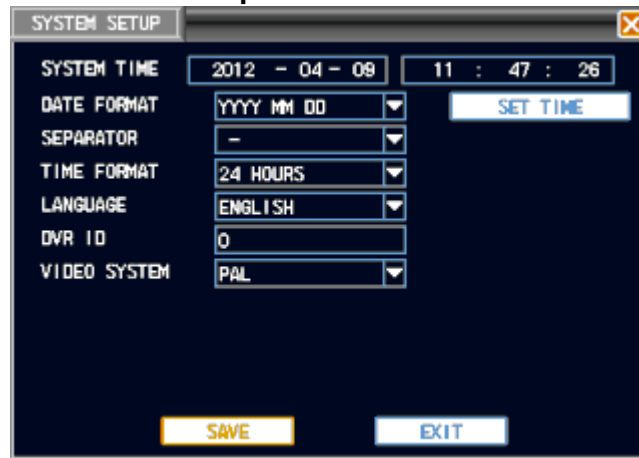 SYSTEM SETUP
SYSTEM TIME 2012 - 04 - 09 11 : 47 : 26
DATE FORMAT YYYY MM DD SET TIME
SEPARATOR -
TIME FORMAT 24 HOURS
LANGUAGE ENGLISH
DVR ID 0
VIDEO SYSTEM PAL
SAVE EXIT